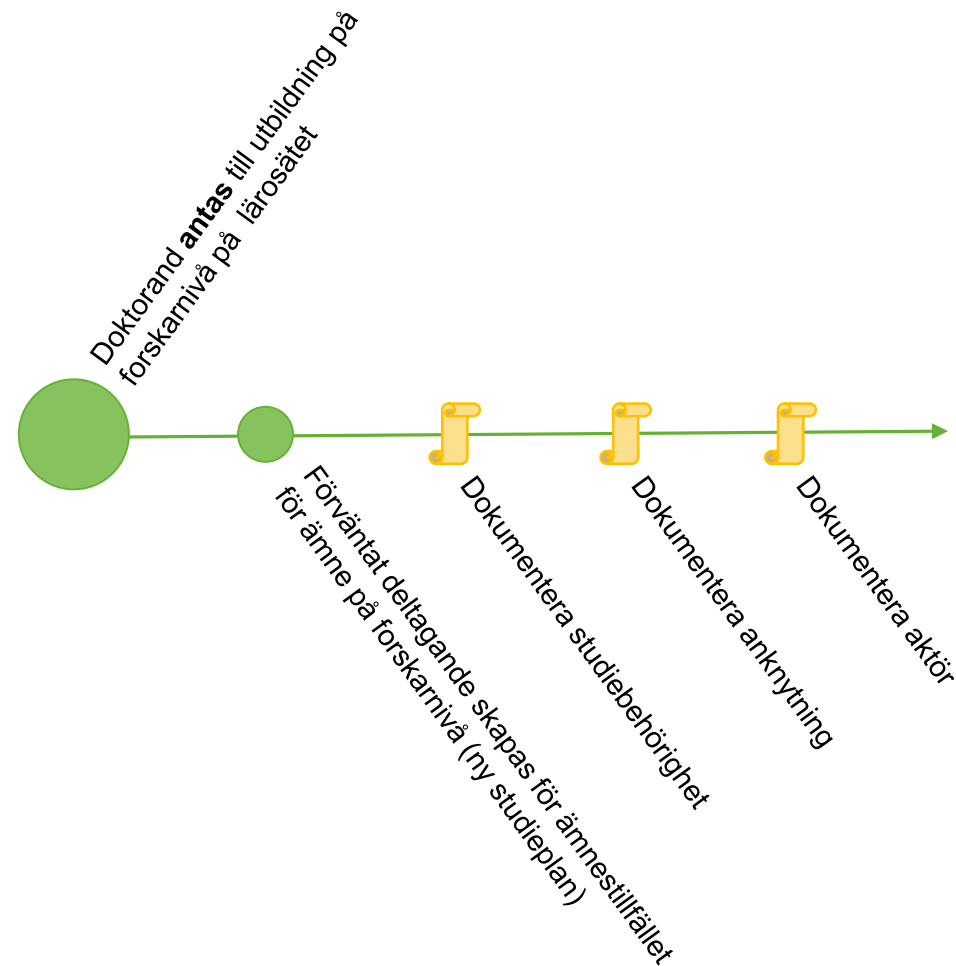 Doktorand antas till utbildning på
forskarnivå på  lärosätet
Förväntat deltagande skapas för ämnestillfället
för ämne på forskarnivå (ny studieplan)
Dokumentera studiebehörighet
Dokumentera anknytning
Dokumentera aktör